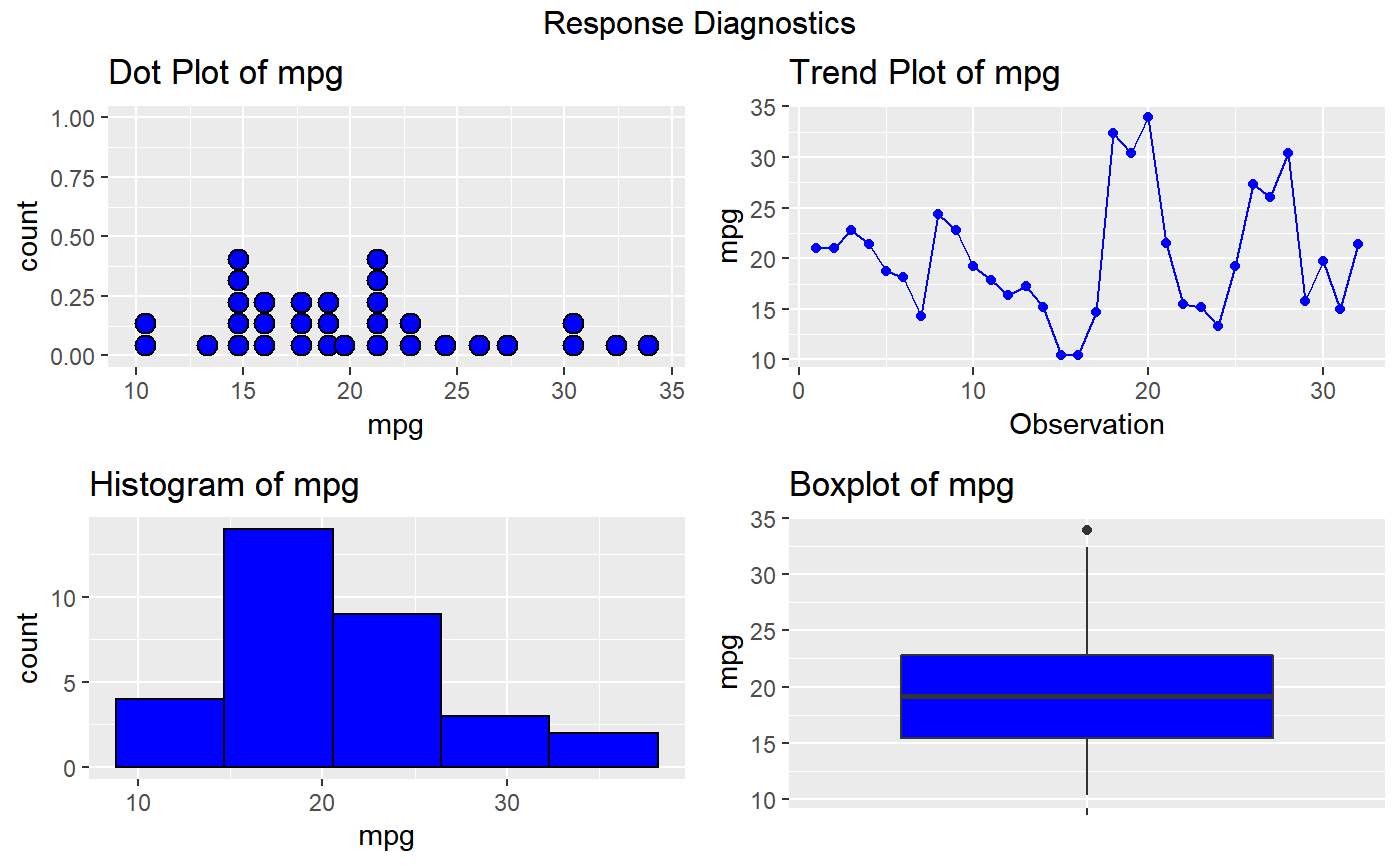 Response Diagnostics
Dot Plot of mpg
1.00
0.75
0.50
0.25
0.00
count
10 15 20 25 30 35
mpg
Trend Plot of mpg
35
30
25
20
15
10
mpg
0 10 20 30
Observation
Histogram of mpg
10
5
0
count
10 20 30
mpg
Boxplot of mpg
35
30
25
20
15
10
mpg